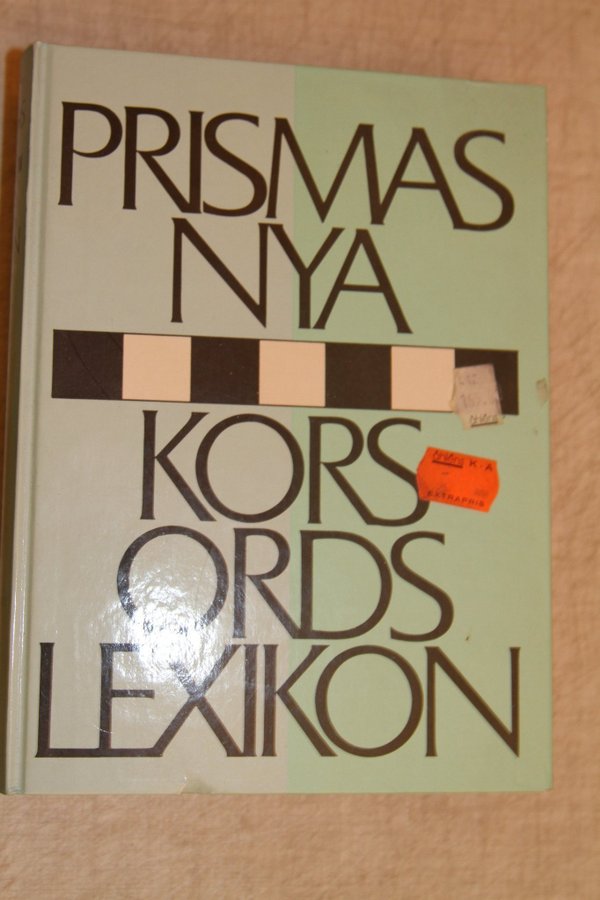 PRISMAS
NYA
KORS
ORDS
LEXIKON
K-A
EXTRAPRIS